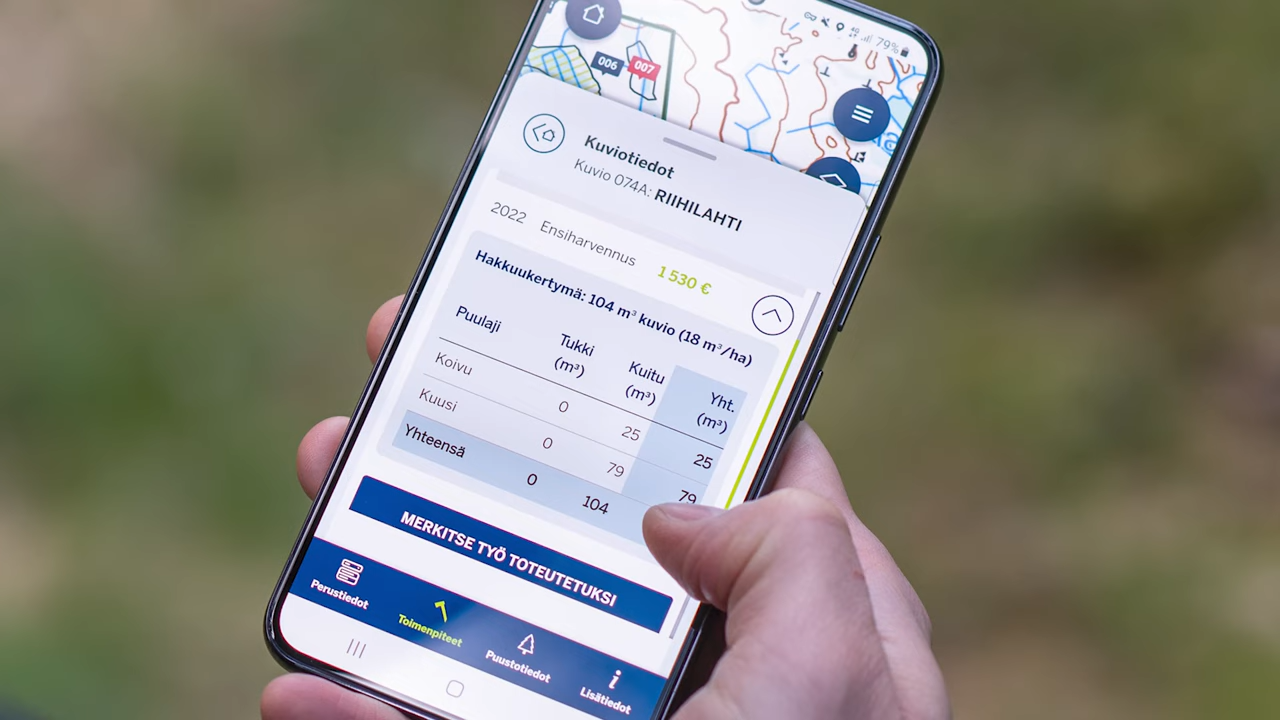 79%
006
007
Kuviotiedot
Kuvio 074A: RIIHILAHTI
2022 Ensiharvennus 1 530 €
Hakkuukertymä: 104 m³ kuvio (18 m³/ha)
Puulaji Tukki (m³) Kuitu (m³) Yht. (m³)
Koivu 0 25 25
Kuusi 0 79 79
Yhteensä 0 104
MERKITSE TYÖ TOTEUTETUKSI
Perustiedot Toimenpiteet Puustotiedot Lisätiedot